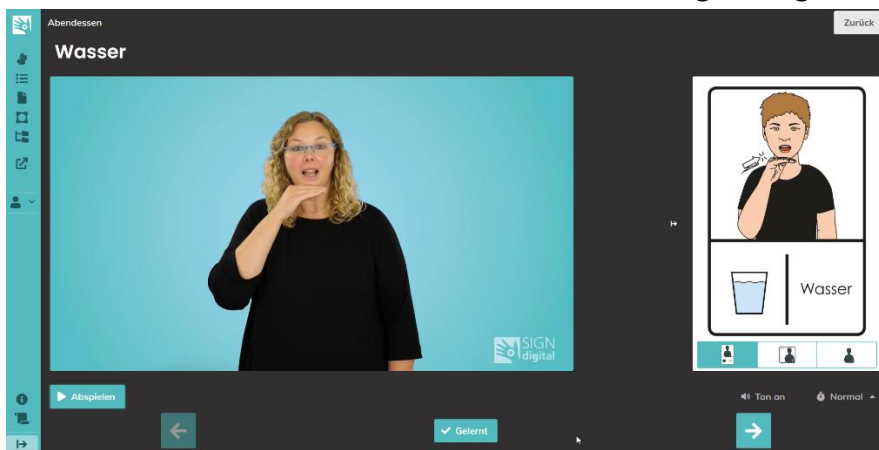 Abendessen
Zurück
Wasser
SIGN
digital
Wasser
Abspielen
Ton an
Normal
Gelernt